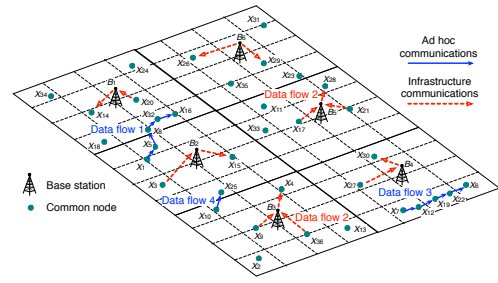 X31
B6
X26
X29
X24
X23
X28
Ad hoc
communications
Infrastructure
communications
B1
X34
X20
X35
Data flow 2
X14
X32
X16
X11
B5
X21
Data flow 1
X17
X33
X18
X5
B2
X15
X30
B4
X1
X3
X25
X4
X27
Data flow 3
Base station
Data flow 4
X10
B3
Data flow 2
X7
X12
X19
X22
Common node
X9
X36
X13
X2